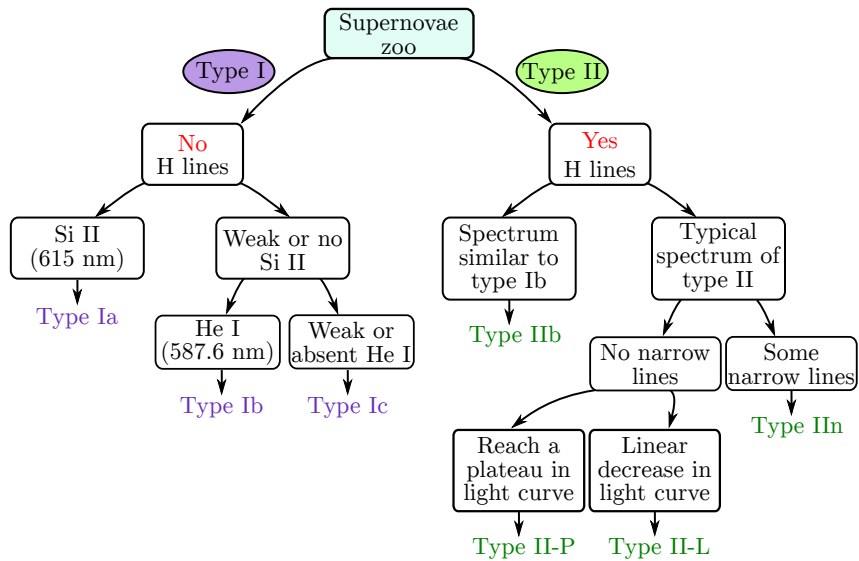 Supernovae
zoo
Type I
Type II
No
H lines
Yes
H lines
Si II
(615 nm)
Weak or no
Si II
Spectrum
similar to
type Ib
Typical
spectrum of
type II
Type Ia
He I
(587.6 nm)
Weak or
absent He I
Type IIb
No narrow
lines
Some
narrow lines
Type Ib
Type Ic
Type IIn
Reach a
plateau in
light curve
Linear
decrease in
light curve
Type II-P
Type II-L